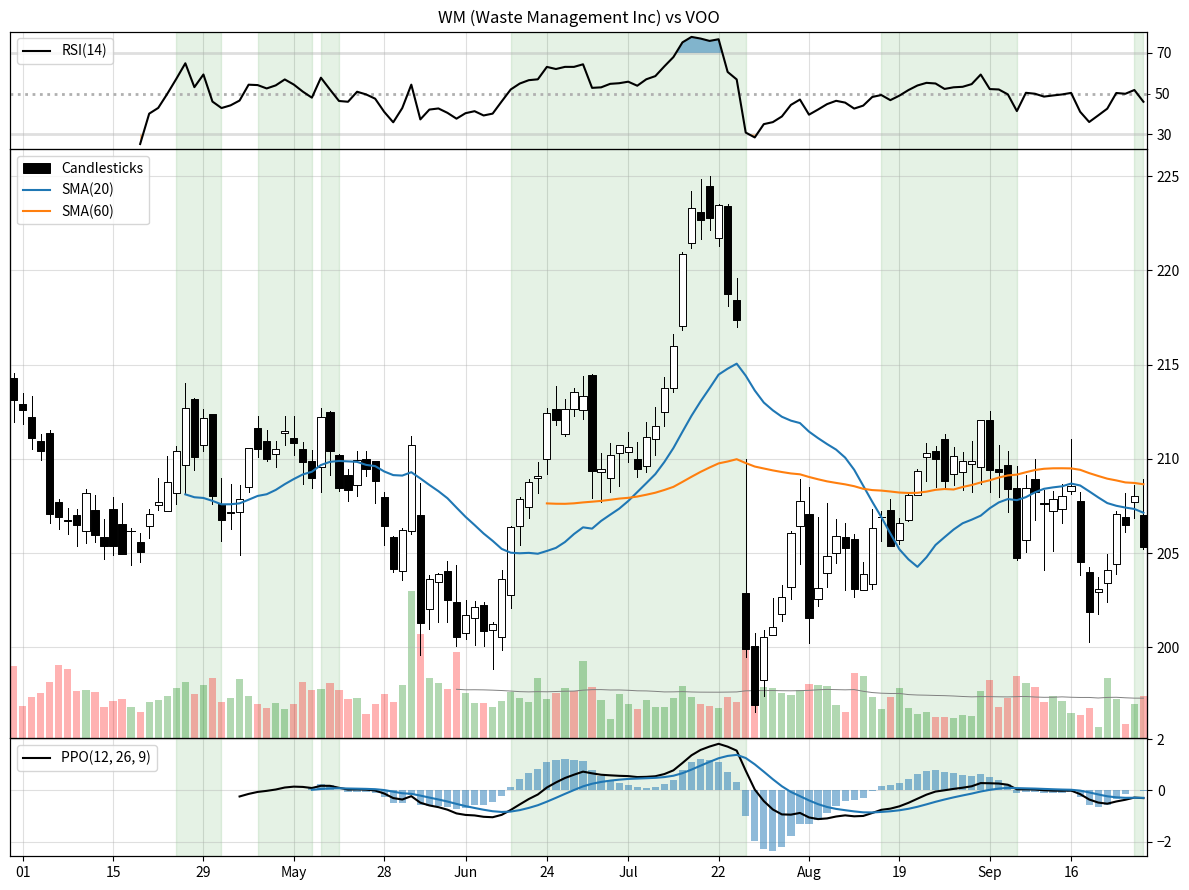 WM (Waste Management Inc) vs VOO
RSI(14)
70
50
30
Candlesticks
SMA(20)
SMA(60)
225
220
215
210
205
200
PPO(12, 26, 9)
2
0
−2
01 15 29 May 28 Jun 24 Jul 22 Aug 19 Sep 16